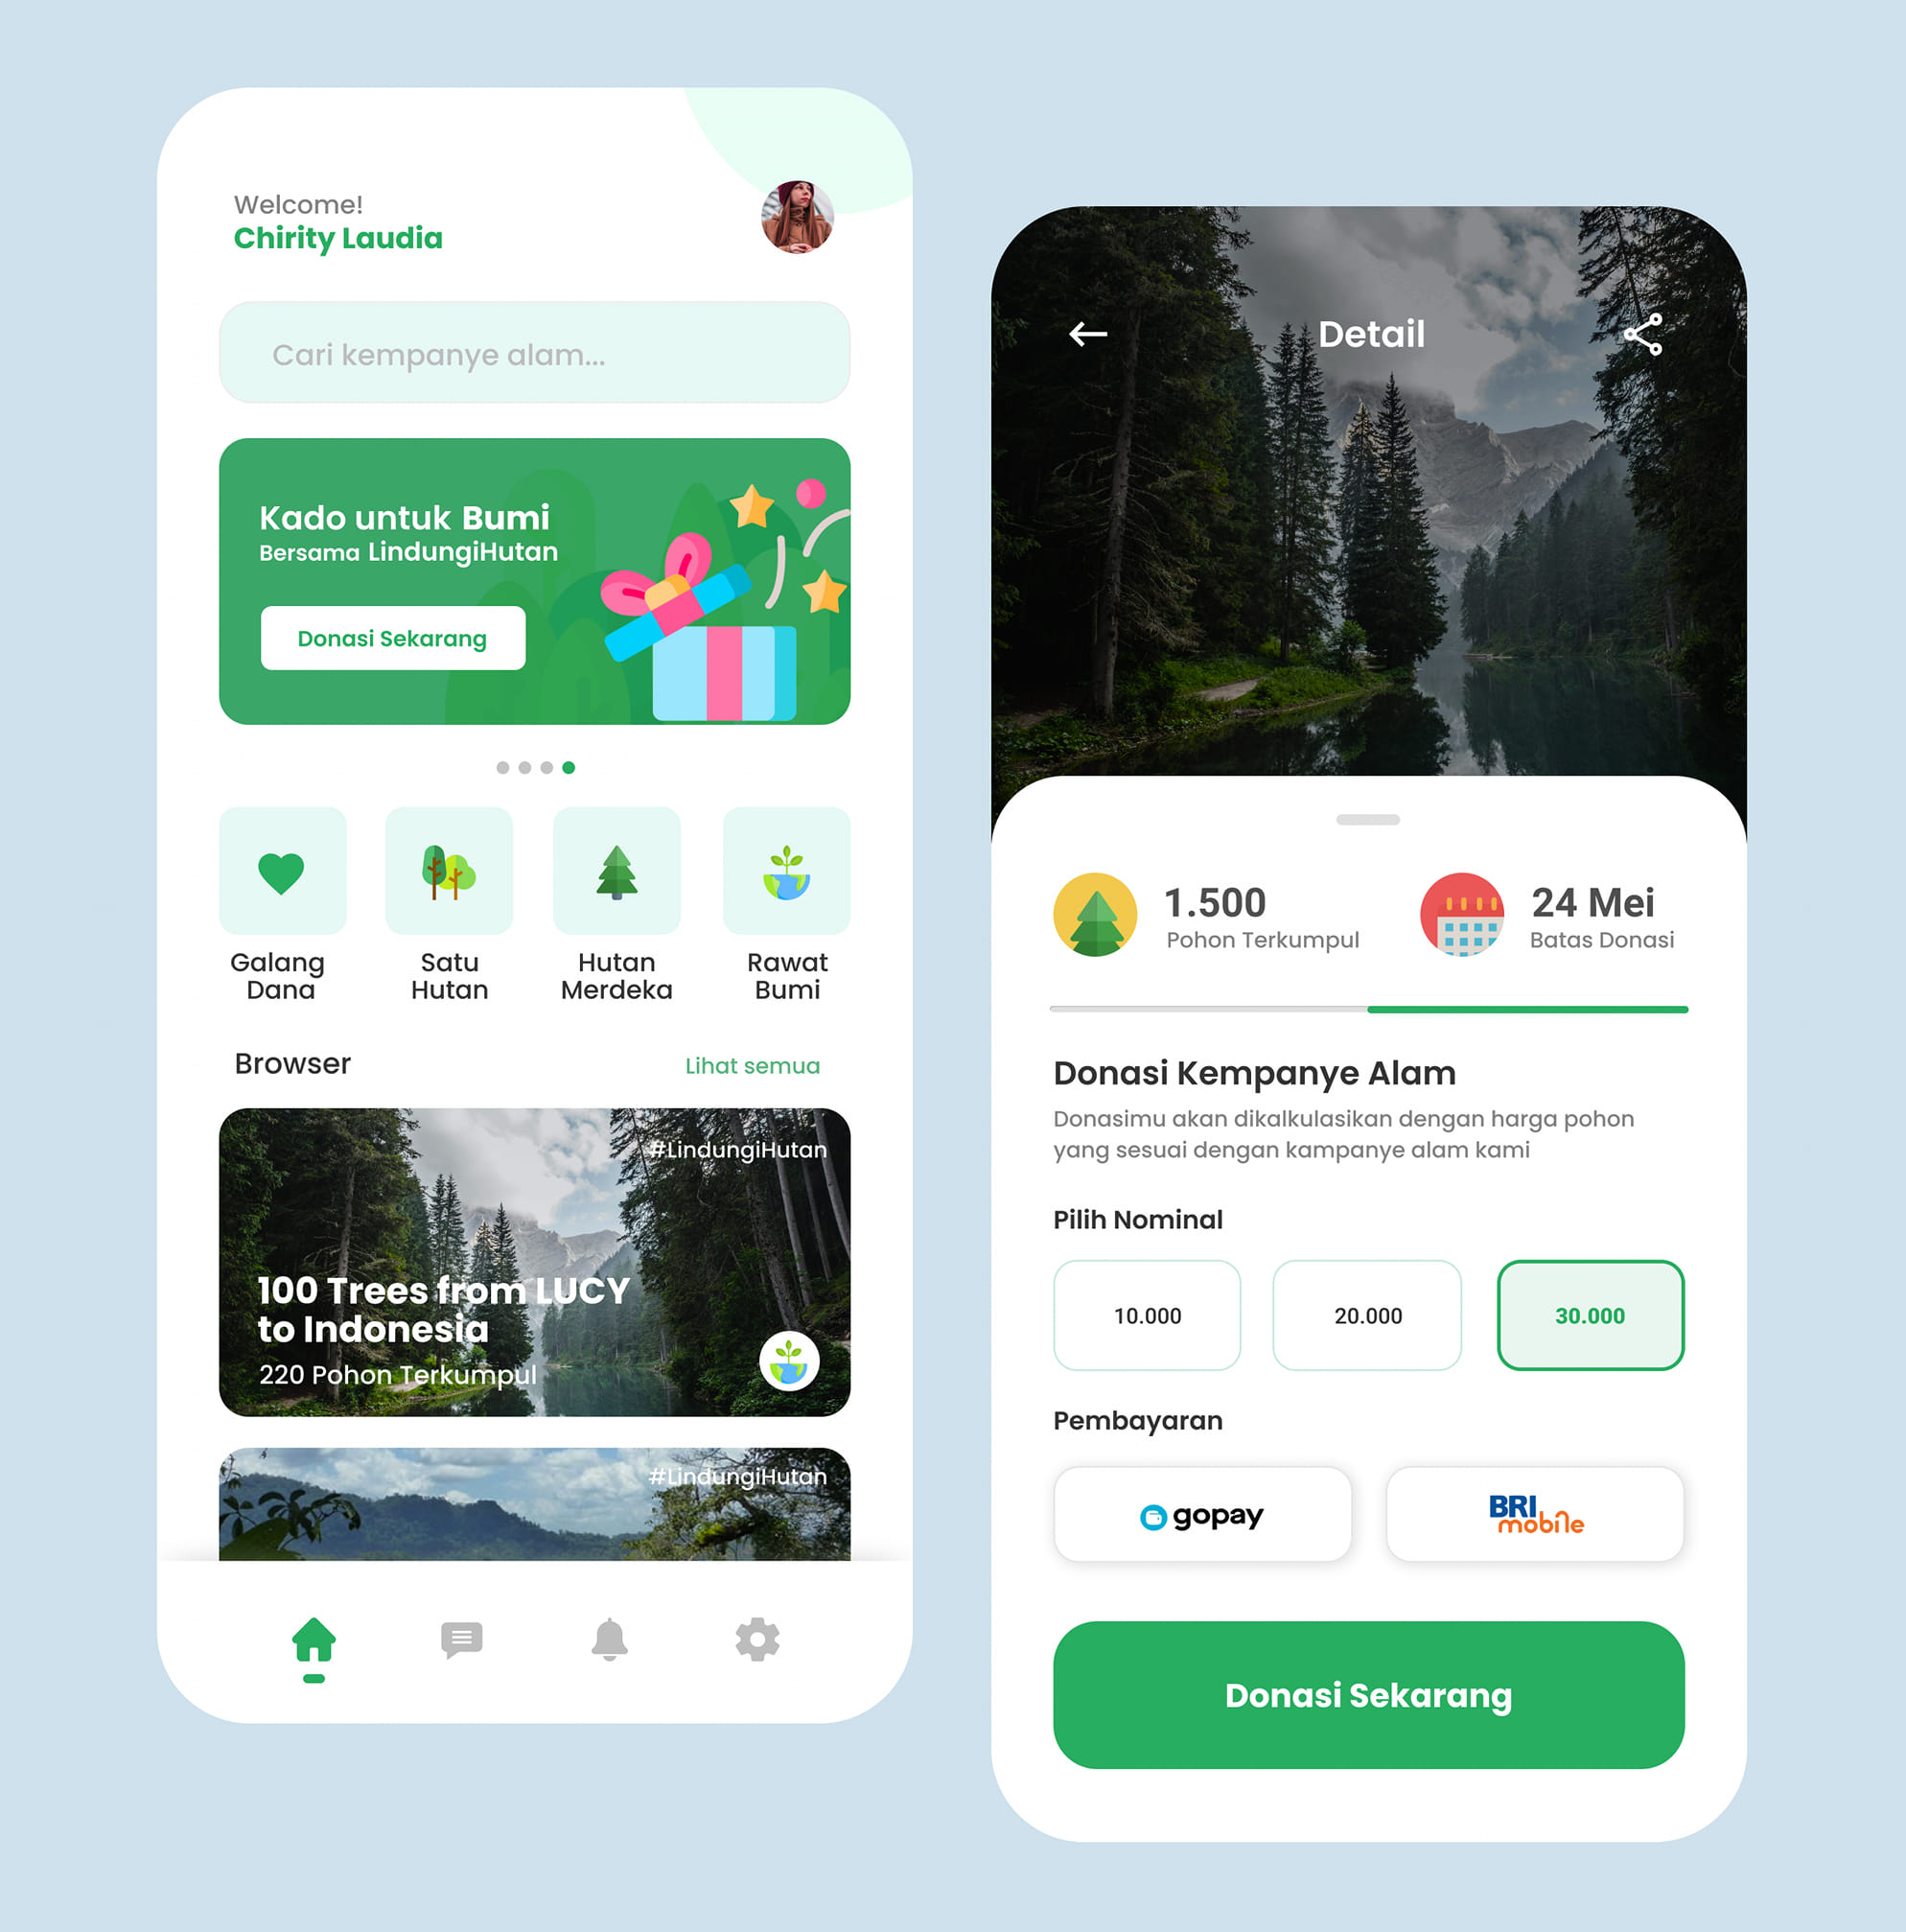 Welcome!
Chirity Laudia
Cari kempanye alam...
Kado untuk Bumi
Bersama LindungiHutan
Donasi Sekarang
Galang
Dana
Satu
Hutan
Hutan
Merdeka
Rawat
Bumi
Browser
Lihat semua
#LindungiHutan
100 Trees from LUCY
to Indonesia
220 Pohon Terkumpul
#LindungiHutan
Detail
1.500
Pohon Terkumpul
24 Mei
Batas Donasi
Donasi Kempanye Alam
Donasimu akan dikalkulasikan dengan harga pohon
yang sesuai dengan kampanye alam kami
Pilih Nominal
10.000
20.000
30.000
Pembayaran
gopay
BRI
mobile
Donasi Sekarang